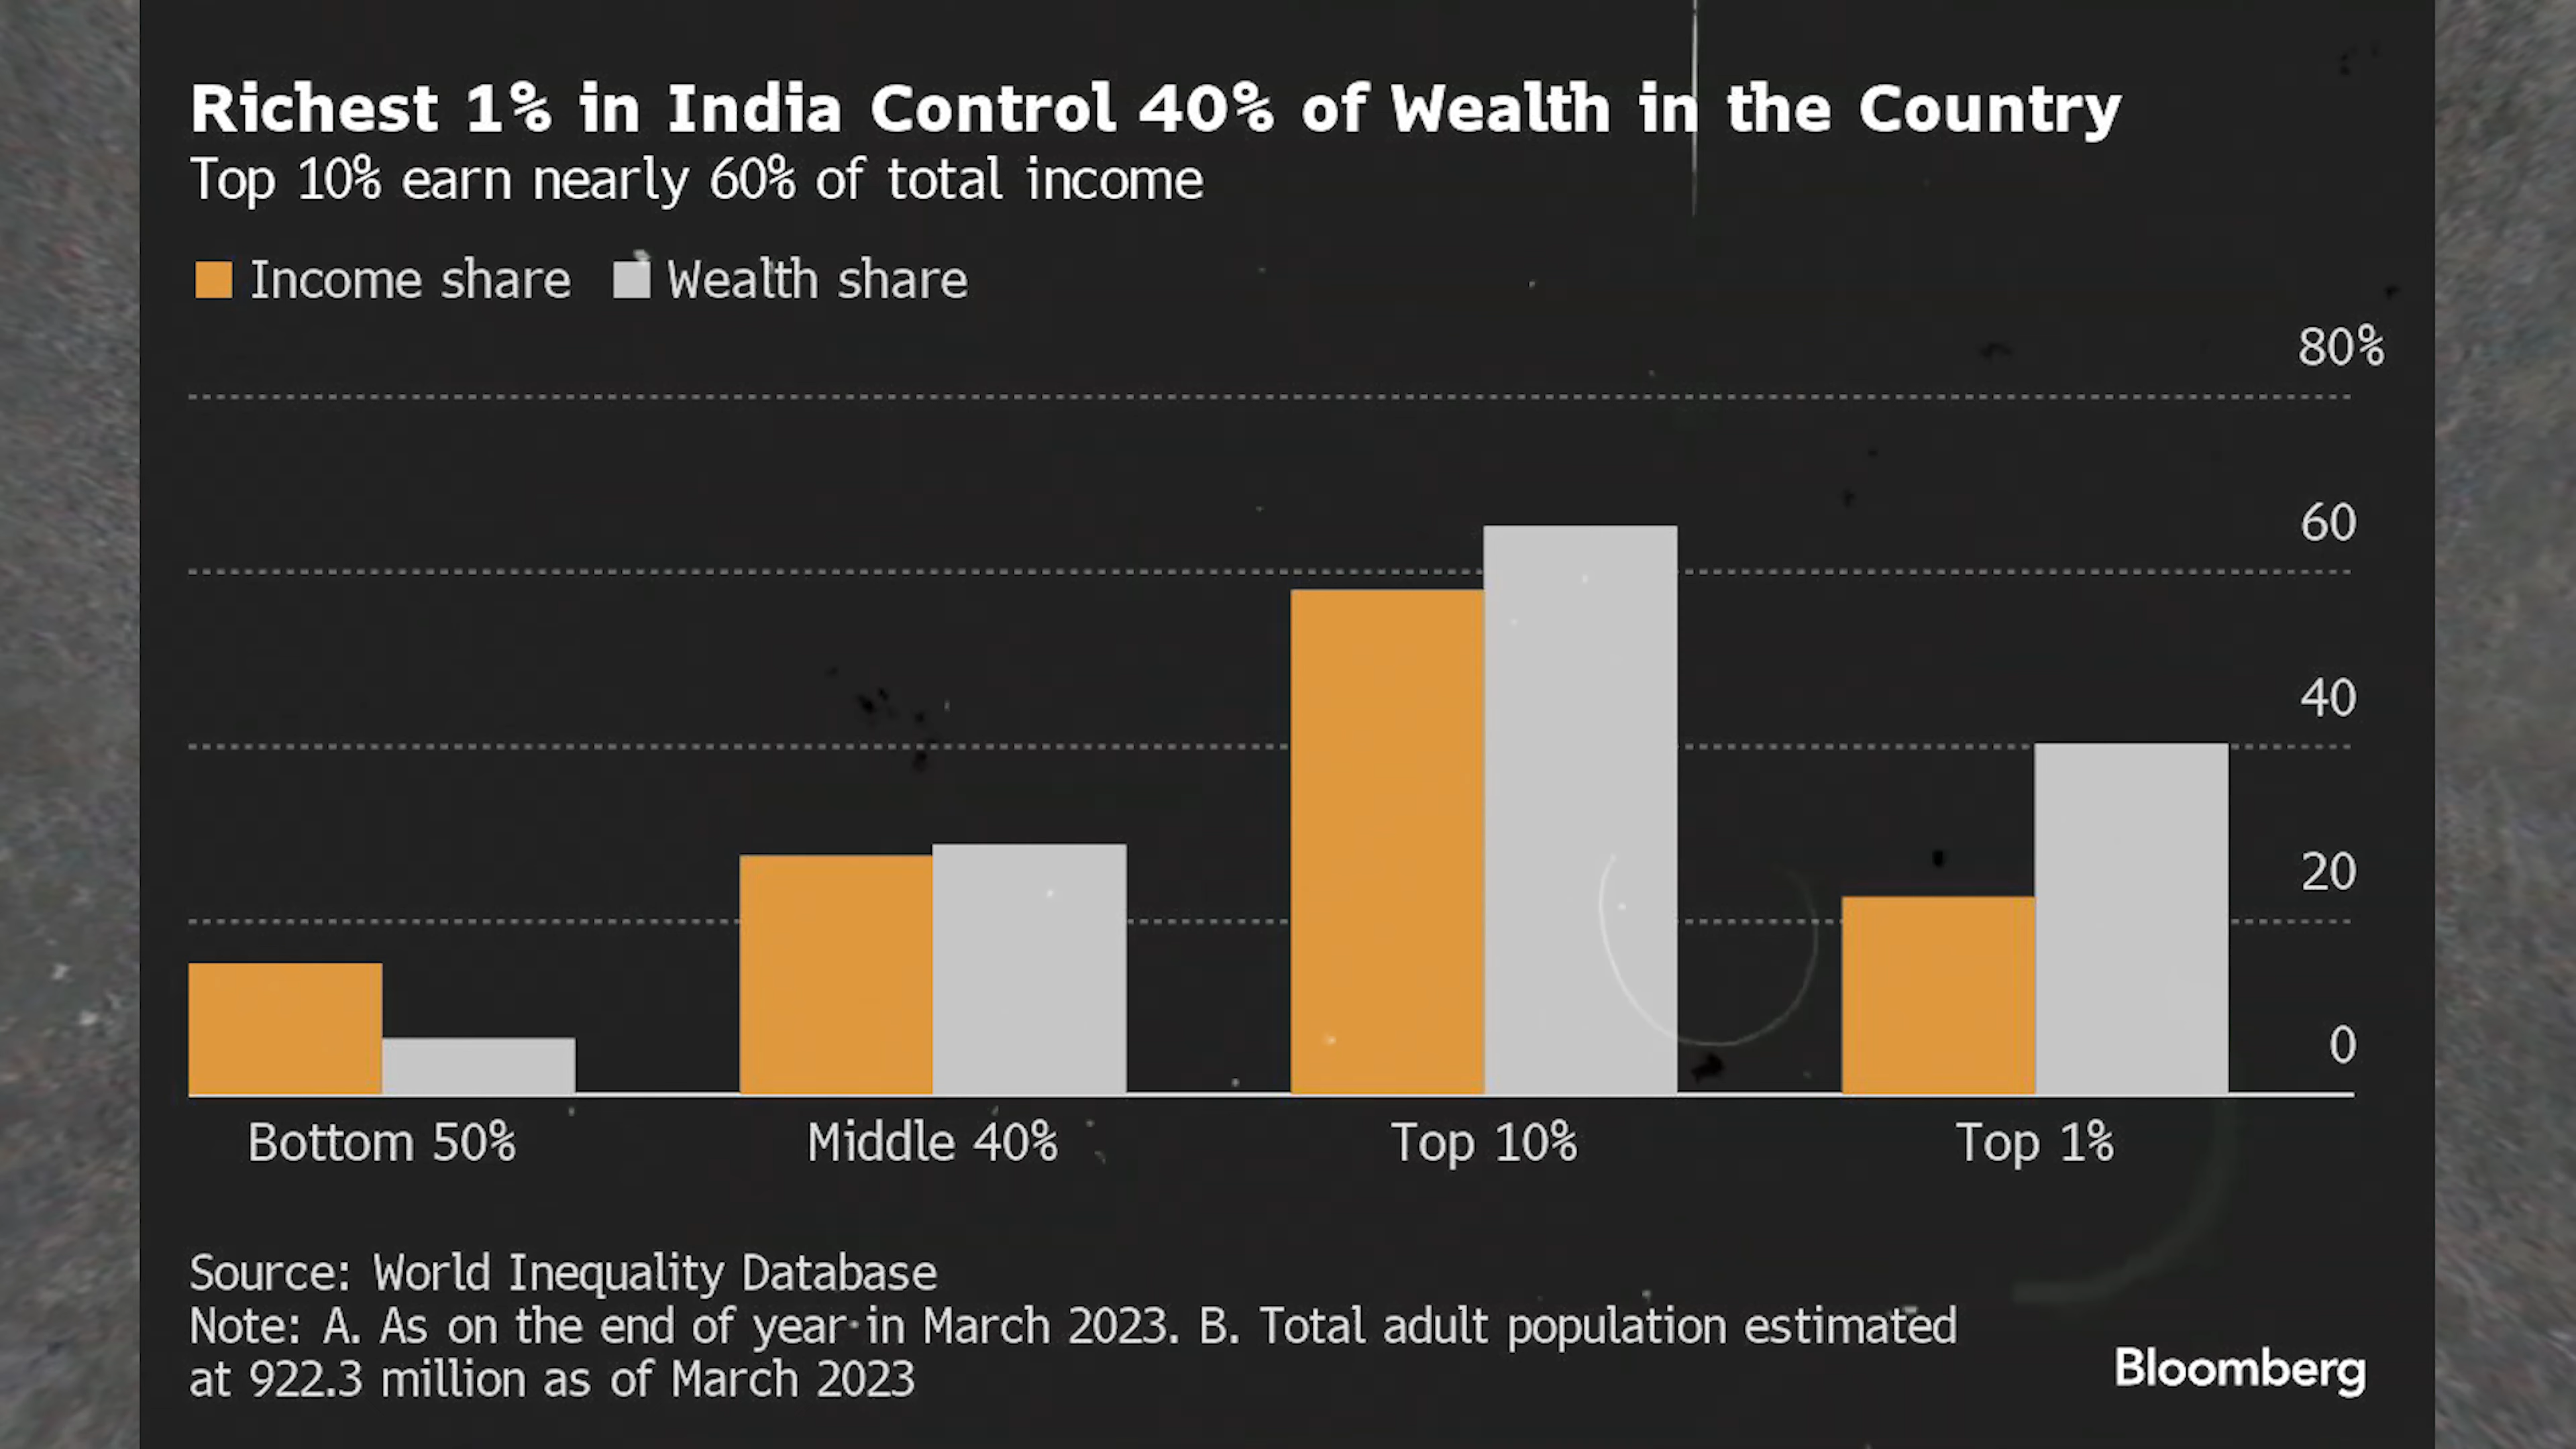 Richest 1% in India Control 40% of Wealth in the Country
Top 10% earn nearly 60% of total income
Income share Wealth share
80%
60
40
20
0
Bottom 50% Middle 40% Top 10% Top 1%
Source: World Inequality Database
Note: A. As on the end of year in March 2023. B. Total adult population estimated
at 922.3 million as of March 2023
Bloomberg